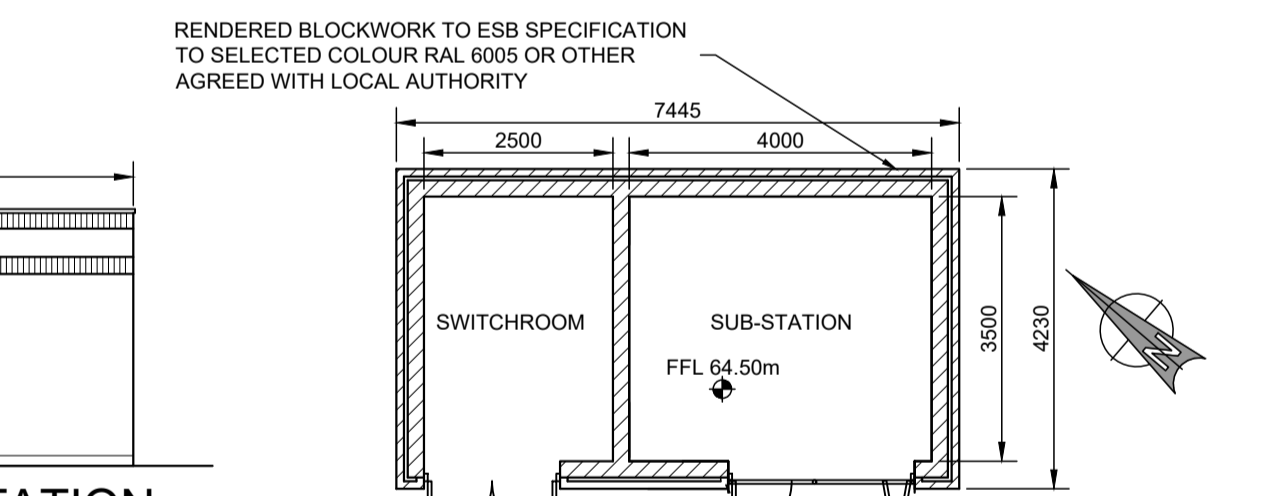 RENDERED BLOCKWORK TO ESB SPECIFICATION
TO SELECTED COLOUR RAL 6005 OR OTHER
AGREED WITH LOCAL AUTHORITY
7445
2500
4000
SWITCHROOM
SUB-STATION
FFL 64.50m
3500
4230
N